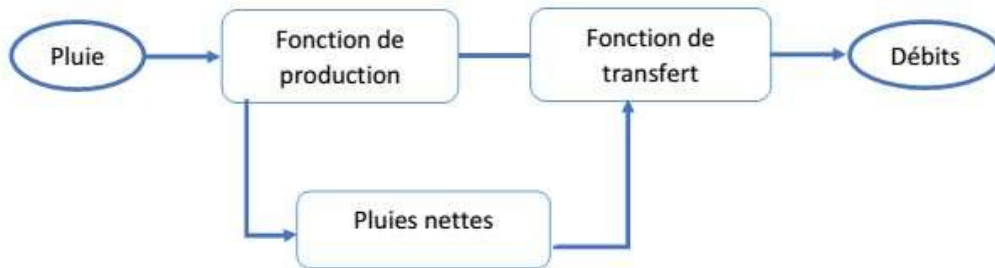 Pluie
Fonction de
production
Fonction de
transfert
Débits
Pluies nettes